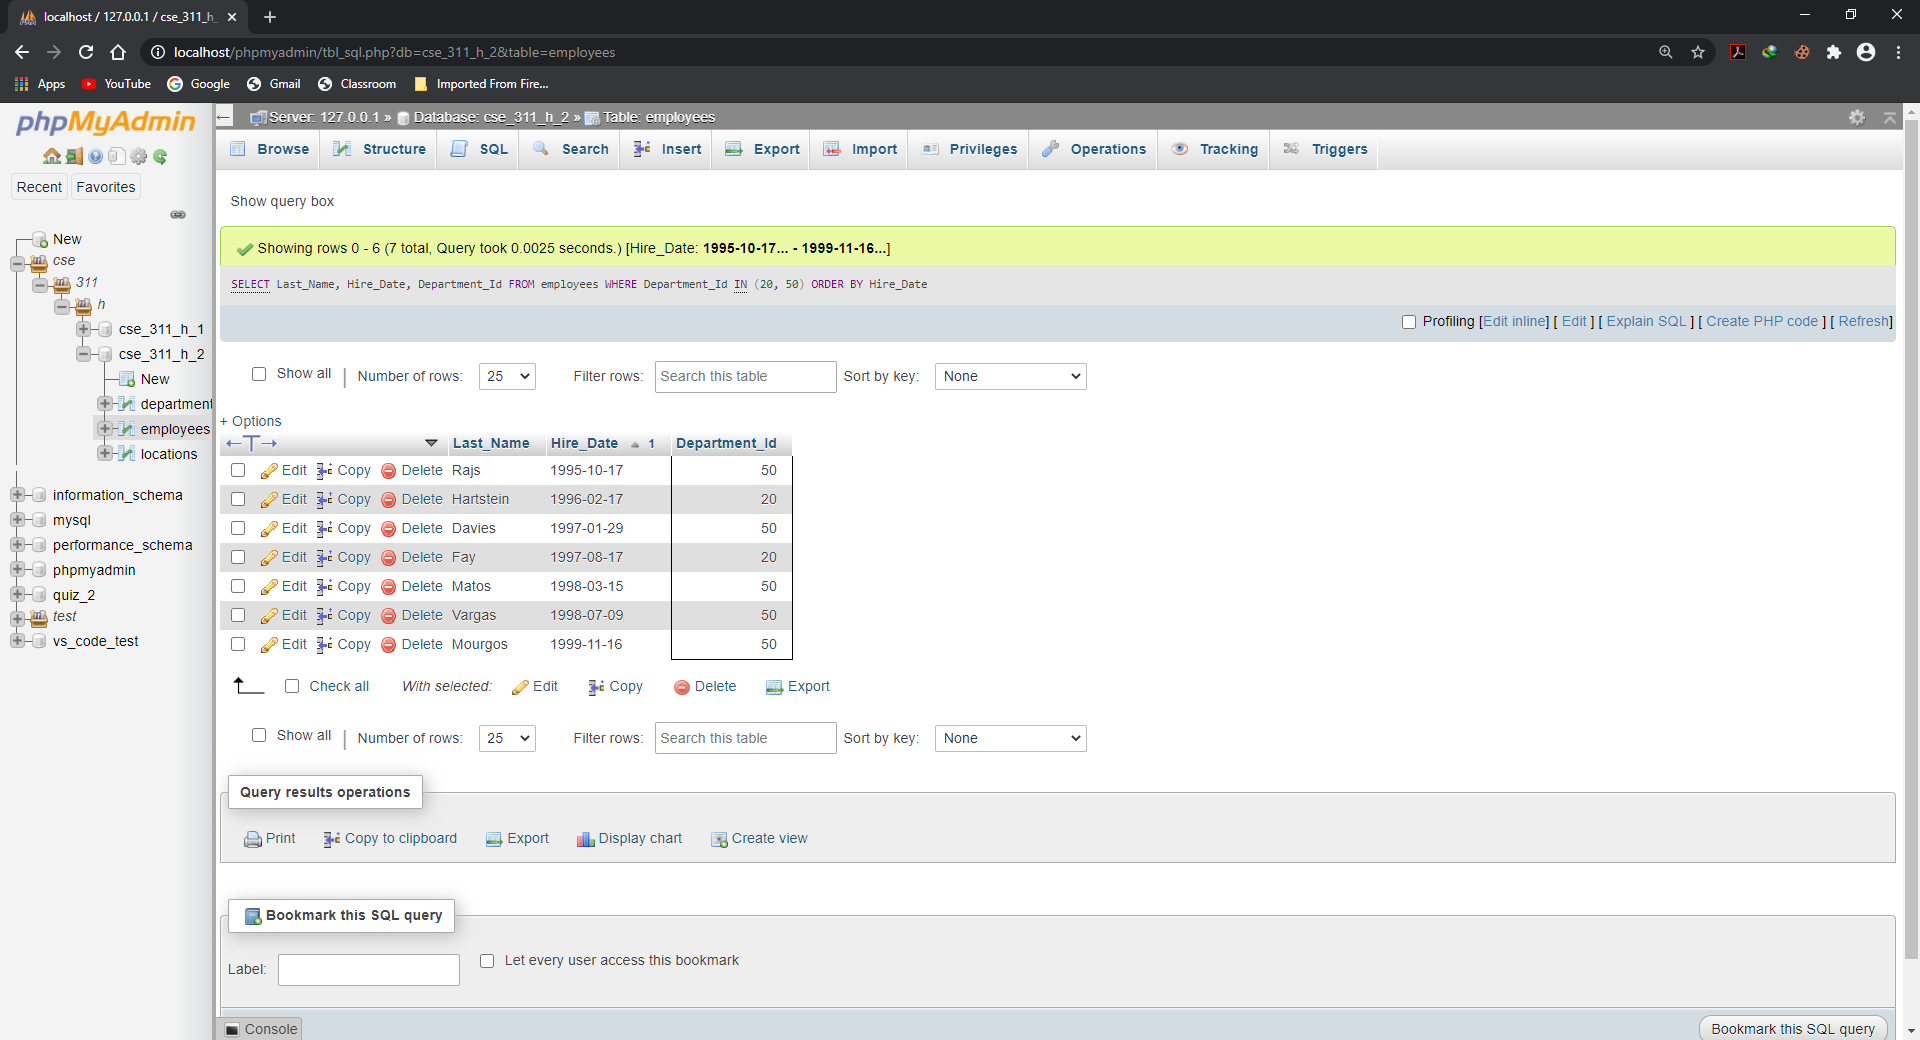 localhost / 127.0.0.1 / cse_311_h_
localhost/phpmyadmin/tbl_sql.php?db=cse_311_h_2&table=employees
Apps YouTube Google Gmail Classroom Imported From Fire...
phpMyAdmin
Recent Favorites
New
cse
311
h
cse_311_h_1
cse_311_h_2
New
department
employees
locations
information_schema
mysql
performance_schema
phpmyadmin
quiz_2
test
vs_code_test
Server: 127.0.0.1 » Database: cse_311_h_2 » Table: employees
Browse Structure SQL Search Insert Export Import Privileges Operations Tracking Triggers
Show query box
Showing rows 0 - 6 (7 total, Query took 0.0025 seconds.) [Hire_Date: 1995-10-17... - 1999-11-16...]
SELECT Last_Name, Hire_Date, Department_Id FROM employees WHERE Department_Id IN (20, 50) ORDER BY Hire_Date
Profiling [Edit inline] [ Edit ] [ Explain SQL ] [ Create PHP code ] [ Refresh]
Show all | Number of rows: 25 Filter rows: Search this table Sort by key: None
+ Options
←T→ Last_Name Hire_Date 1 Department_Id
Edit Copy Delete Rajs 1995-10-17 50
Edit Copy Delete Hartstein 1996-02-17 20
Edit Copy Delete Davies 1997-01-29 50
Edit Copy Delete Fay 1997-08-17 20
Edit Copy Delete Matos 1998-03-15 50
Edit Copy Delete Vargas 1998-07-09 50
Edit Copy Delete Mourgos 1999-11-16 50
Check all With selected: Edit Copy Delete Export
Show all | Number of rows: 25 Filter rows: Search this table Sort by key: None
Query results operations
Print Copy to clipboard Export Display chart Create view
Bookmark this SQL query
Label: Let every user access this bookmark
Console Bookmark this SQL query